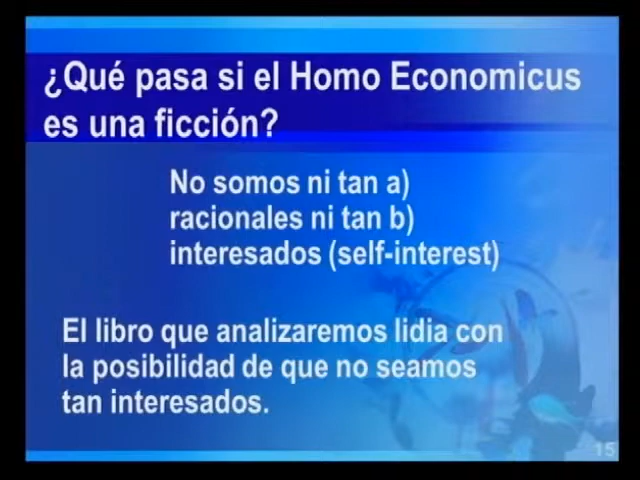 ¿Qué pasa si el Homo Economicus
es una ficción?
No somos ni tan a)
racionales ni tan b)
interesados (self-interest)
El libro que analizaremos lidia con
la posibilidad de que no seamos
tan interesados.
15